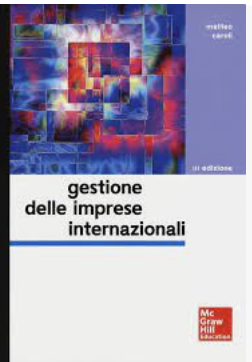 matteo
caroli
III edizione
gestione
delle imprese
internazionali
Mc
Graw
Hill
Education